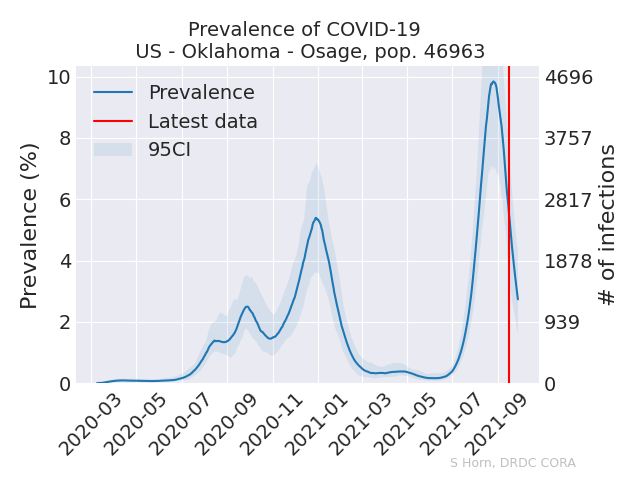 Prevalence of COVID-19
US - Oklahoma - Osage, pop. 46963
Prevalence
Latest data
95CI
Prevalence (%)
10
8
6
4
2
0
4696
3757
2817
1878
939
0
# of infections
2020-03
2020-05
2020-07
2020-09
2020-11
2021-01
2021-03
2021-05
2021-07
2021-09
S Horn, DRDC CORA